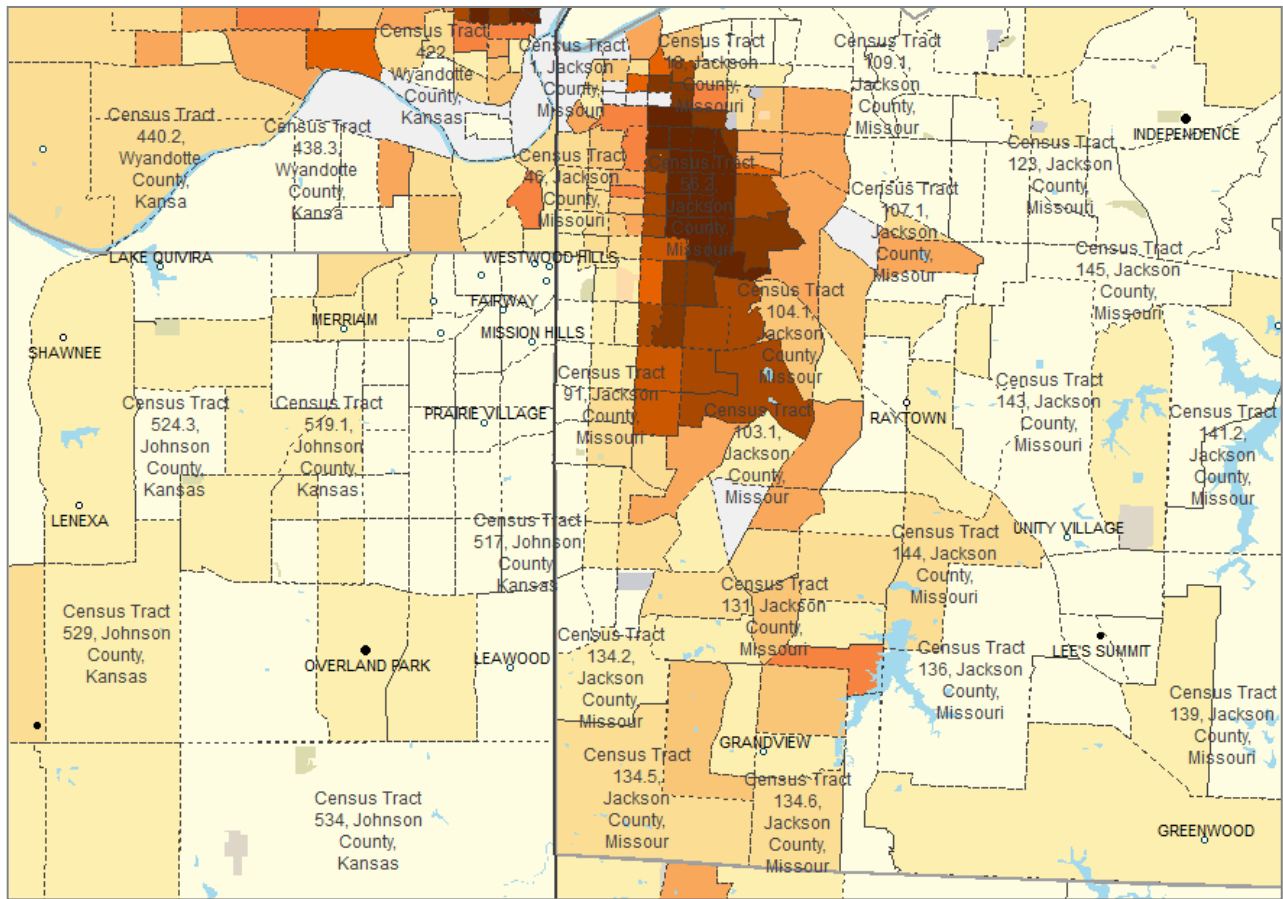 Census Tract
422,
Wyandotte
County,
Kansas
Census Tract
1, Jackson
County,
Missouri
Census Tract
18, Jackson
County,
Missouri
Census Tract
109.1,
Jackson
County,
Missour
Census Tract
440.2,
Wyandotte
County,
Kansa
Census Tract
438.3,
Wyandotte
County,
Kansa
INDEPENDENCE
Census Tract
123, Jackson
County,
Missouri
Census Tract
46, Jackson
County,
Missouri
Census Tract
56.2,
Jackson
County,
Missouri
Census Tract
107.1,
Jackson
County,
Missour
Census Tract
145, Jackson
County,
Missouri
LAKE QUIVIRA
WESTWOOD HILLS
FAIRWAY
MERRIAM
MISSION HILLS
SHAWNEE
Census Tract
104.1,
Jackson
County,
Missour
Census Tract
91, Jackson
County,
Missouri
Census Tract
143, Jackson
County,
Missouri
Census Tract
524.3,
Johnson
County,
Kansas
Census Tract
519.1,
Johnson
County,
Kansas
PRAIRIE VILLAGE
Census Tract
103.1,
Jackson
County,
Missour
RAYTOWN
Census Tract
141.2,
Jackson
County,
Missour
LENEXA
Census Tract
517, Johnson
County,
Kansas
Census Tract
144, Jackson
County,
Missouri
UNITY VILLAGE
Census Tract
529, Johnson
County,
Kansas
Census Tract
131, Jackson
County,
Missouri
Census Tract
134.2,
Jackson
County,
Missour
OVERLAND PARK
LEAWOOD
Census Tract
136, Jackson
County,
Missouri
LEE'S SUMMIT
Census Tract
139, Jackson
County,
Missouri
GRANDVIEW
Census Tract
134.5,
Jackson
County,
Missour
Census Tract
134.6,
Jackson
County,
Missour
Census Tract
534, Johnson
County,
Kansas
GREENWOOD